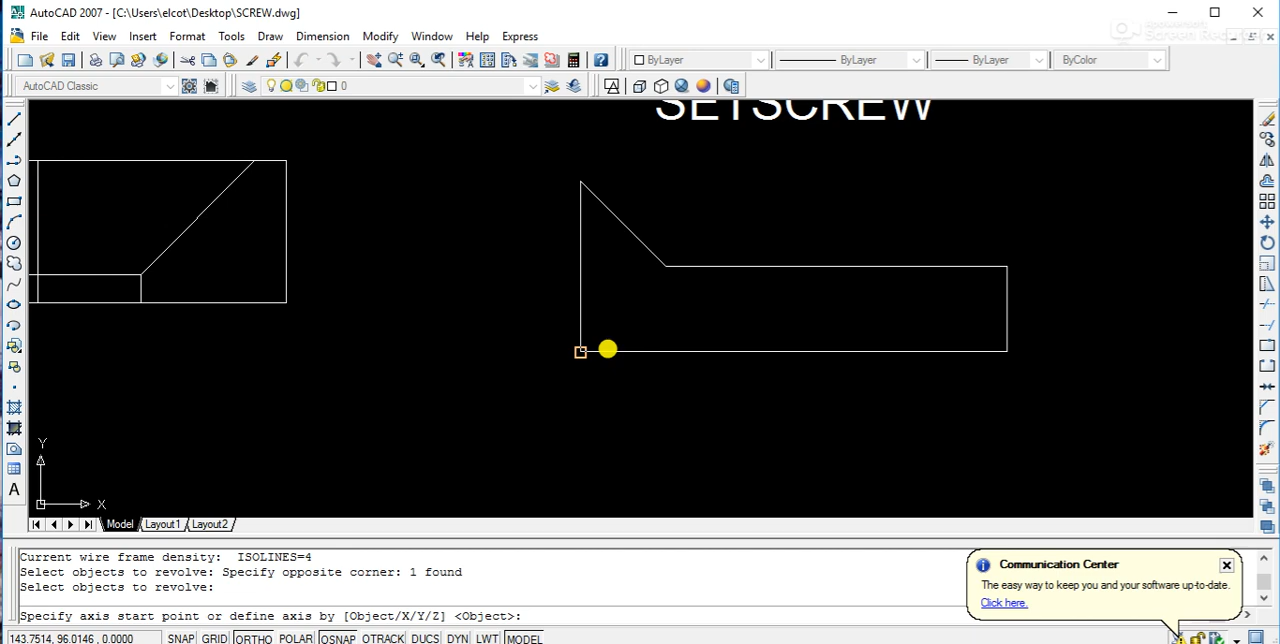 AutoCAD 2007 - [C:\Users\elcot\Desktop\SCREW.dwg]
File Edit View Insert Format Tools Draw Dimension Modify Window Help Express
ByLayer ByLayer ByLayer ByColor
AutoCAD Classic 0
SETSCREW
Y
X
A
Model Layout1 Layout2
Current wire frame density: ISOLINES=4
Select objects to revolve: Specify opposite corner: 1 found
Select objects to revolve:
Specify axis start point or define axis by [Object/X/Y/Z] <Object>:
Communication Center
The easy way to keep you and your software up-to-date.
Click here.
143.7514, 96.0146 , 0.0000 SNAP GRID ORTHO POLAR OSNAP OTRACK DUCS DYN LWT MODEL